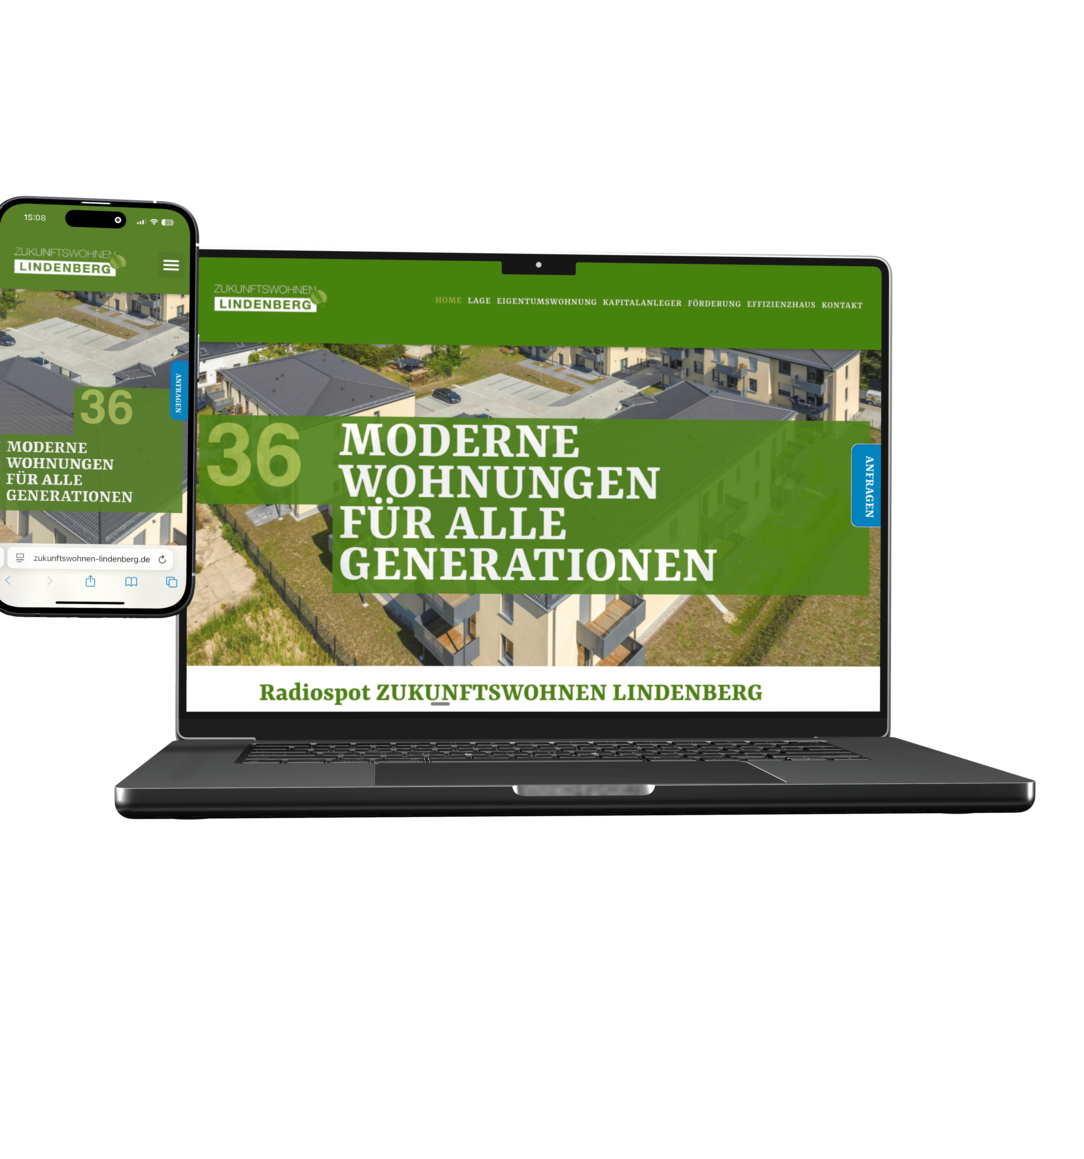 15:08
ZUKUNFTSWOHNEN
LINDENBERG
36
MODERNE
WOHNUNGEN
FÜR ALLE
GENERATIONEN
ANFRAGEN
zukunftswohnen-lindenberg.de
ZUKUNFTSWOHNEN
LINDENBERG
HOME LAGE EIGENTUMSWOHNUNG KAPITALANLEGER FÖRDERUNG EFFIZIENZHAUS KONTAKT
36
MODERNE
WOHNUNGEN
FÜR ALLE
GENERATIONEN
ANFRAGEN
Radiospot ZUKUNFTSWOHNEN LINDENBERG